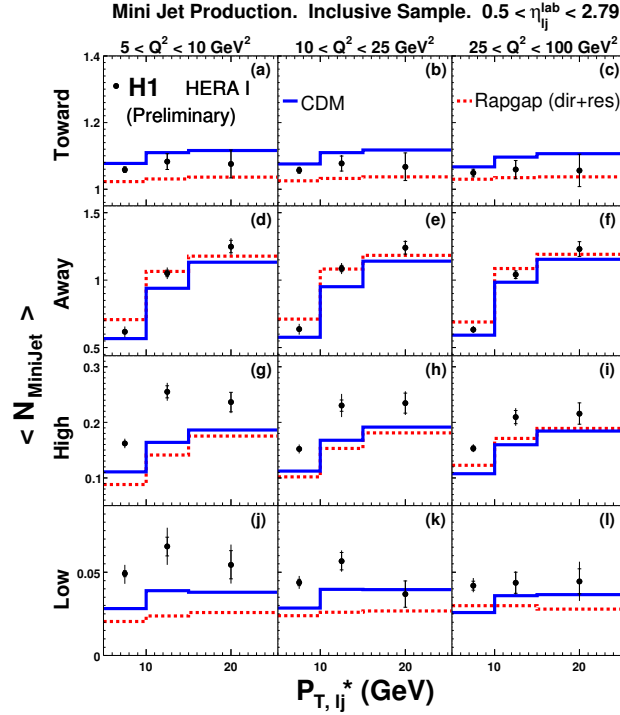 Mini Jet Production. Inclusive Sample. 0.5 < η_lj^lab < 2.79
5 < Q² < 10 GeV² 10 < Q² < 25 GeV² 25 < Q² < 100 GeV²
(a) (b) (c)
H1 HERA I
(Preliminary)
CDM
Rapgap (dir+res)
Toward
1.4
1.2
1
(d) (e) (f)
Away
1.5
1
0.5
(g) (h) (i)
High
0.3
0.2
0.1
(j) (k) (l)
Low
0.05
0
< N_MiniJet >
10 20 10 20 10 20
P_T, lj* (GeV)